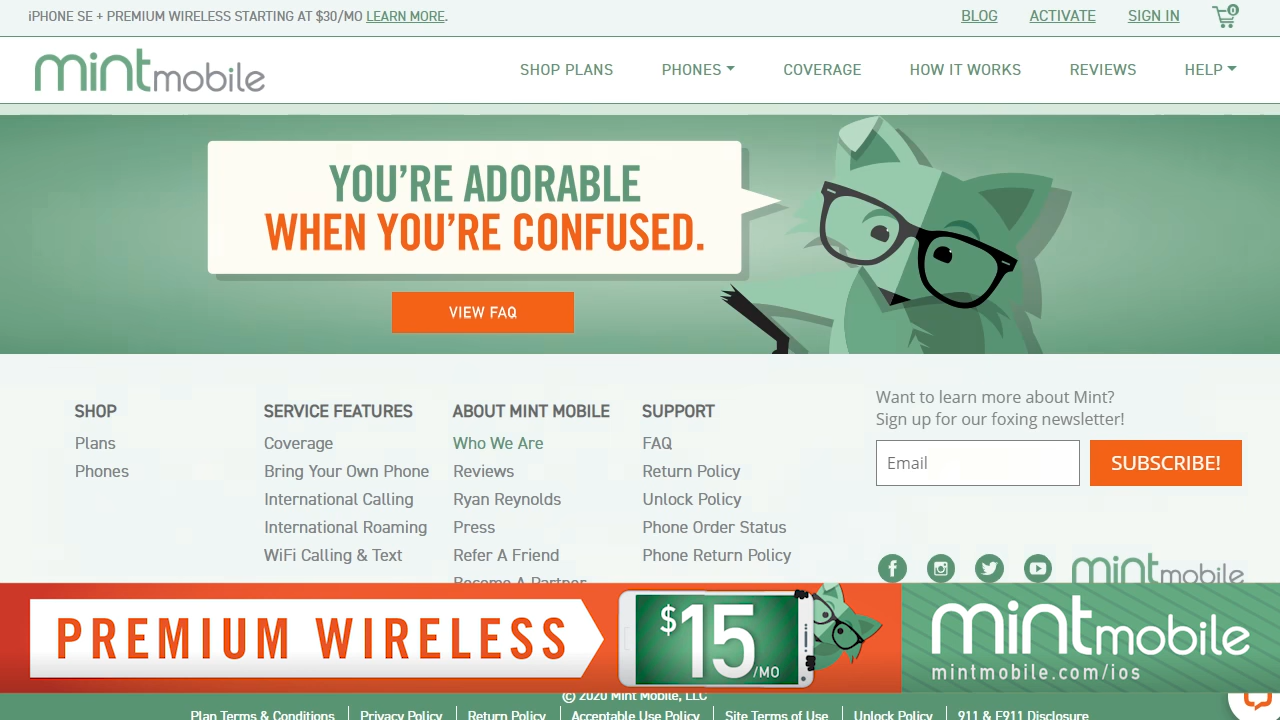 iPHONE SE + PREMIUM WIRELESS STARTING AT $30/MO LEARN MORE.
BLOG ACTIVATE SIGN IN 0
mintmobile
SHOP PLANS PHONES COVERAGE HOW IT WORKS REVIEWS HELP
YOU'RE ADORABLE
WHEN YOU'RE CONFUSED.
VIEW FAQ
SHOP
Plans
Phones
SERVICE FEATURES
Coverage
Bring Your Own Phone
International Calling
International Roaming
WiFi Calling & Text
ABOUT MINT MOBILE
Who We Are
Reviews
Ryan Reynolds
Press
Refer A Friend
Become A Partner
SUPPORT
FAQ
Return Policy
Unlock Policy
Phone Order Status
Phone Return Policy
Want to learn more about Mint?
Sign up for our foxing newsletter!
Email SUBSCRIBE!
mintmobile
PREMIUM WIRELESS
$15/MO
mintmobile
mintmobile.com/ios
© 2020 Mint Mobile, LLC
Plan Terms & Conditions Privacy Policy Return Policy Acceptable Use Policy Site Terms of Use Unlock Policy 911 & E911 Disclosure